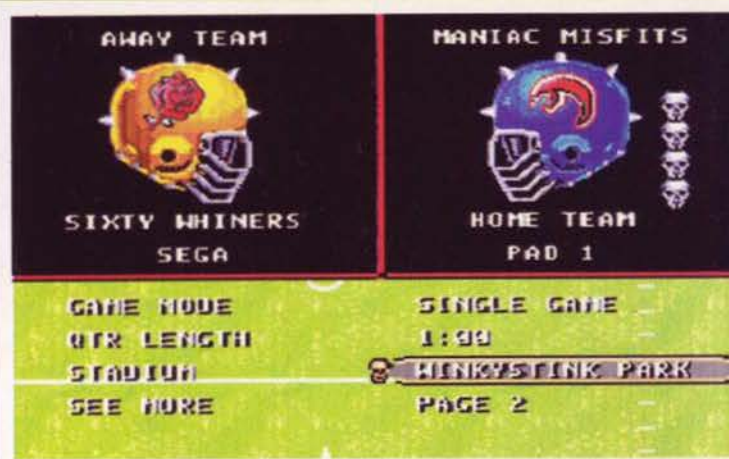 AWAY TEAM
SIXTY WHINERS
SEGA
MANIAC MISFITS
HOME TEAM
PAD 1
GAME MODE SINGLE GAME
QTR LENGTH 1:00
STADIUM WINKYSTINK PARK
SEE MORE PAGE 2